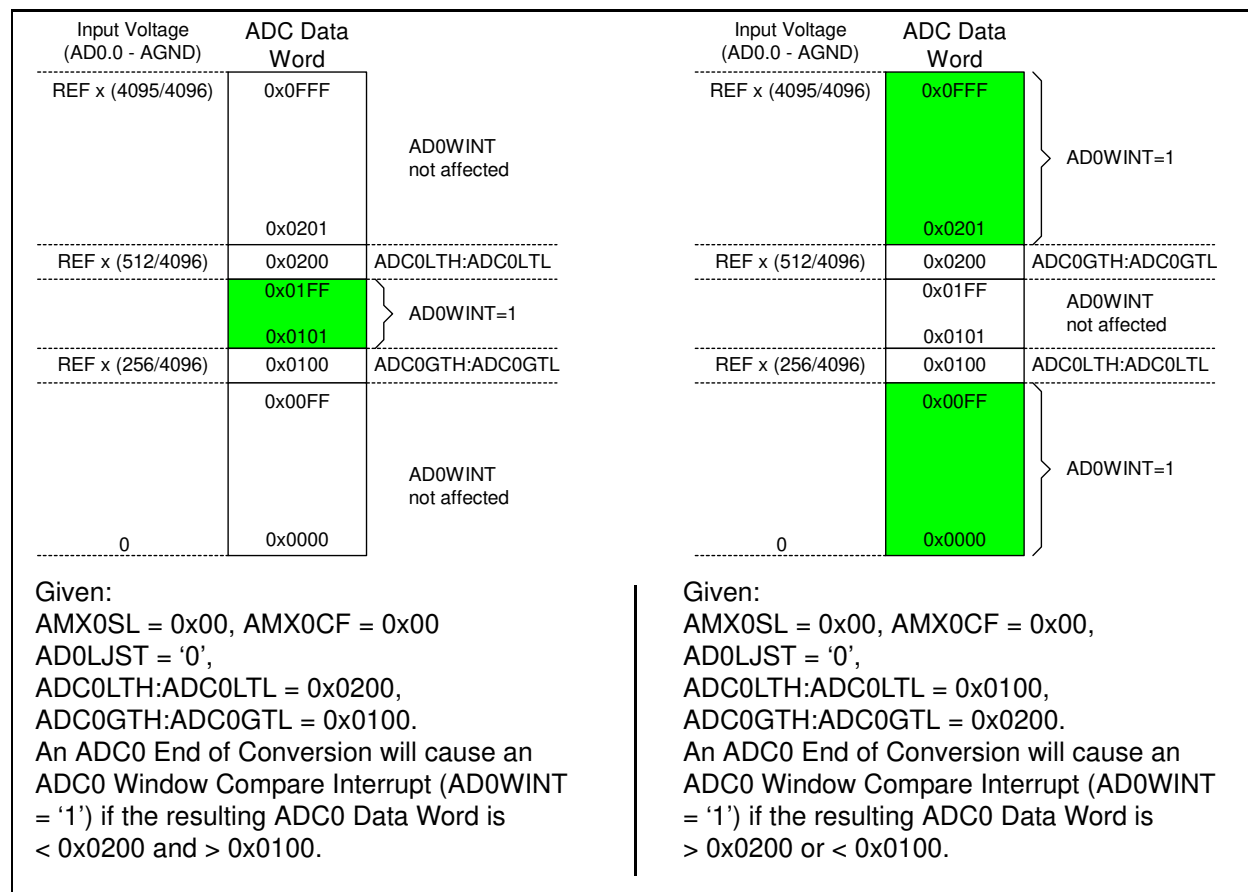 Input Voltage
(AD0.0 - AGND)
ADC Data
Word
REF x (4095/4096)
0x0FFF
AD0WINT
not affected
0x0201
REF x (512/4096)
0x0200
ADC0LTH:ADC0LTL
0x01FF
AD0WINT=1
0x0101
REF x (256/4096)
0x0100
ADC0GTH:ADC0GTL
0x00FF
AD0WINT
not affected
0
0x0000
Given:
AMX0SL = 0x00, AMX0CF = 0x00
AD0LJST = ‘0’,
ADC0LTH:ADC0LTL = 0x0200,
ADC0GTH:ADC0GTL = 0x0100.
An ADC0 End of Conversion will cause an
ADC0 Window Compare Interrupt (AD0WINT
= ‘1’) if the resulting ADC0 Data Word is
< 0x0200 and > 0x0100.
Input Voltage
(AD0.0 - AGND)
ADC Data
Word
REF x (4095/4096)
0x0FFF
AD0WINT=1
0x0201
REF x (512/4096)
0x0200
ADC0GTH:ADC0GTL
0x01FF
AD0WINT
not affected
0x0101
REF x (256/4096)
0x0100
ADC0LTH:ADC0LTL
0x00FF
AD0WINT=1
0
0x0000
Given:
AMX0SL = 0x00, AMX0CF = 0x00,
AD0LJST = ‘0’,
ADC0LTH:ADC0LTL = 0x0100,
ADC0GTH:ADC0GTL = 0x0200.
An ADC0 End of Conversion will cause an
ADC0 Window Compare Interrupt (AD0WINT
= ‘1’) if the resulting ADC0 Data Word is
> 0x0200 or < 0x0100.